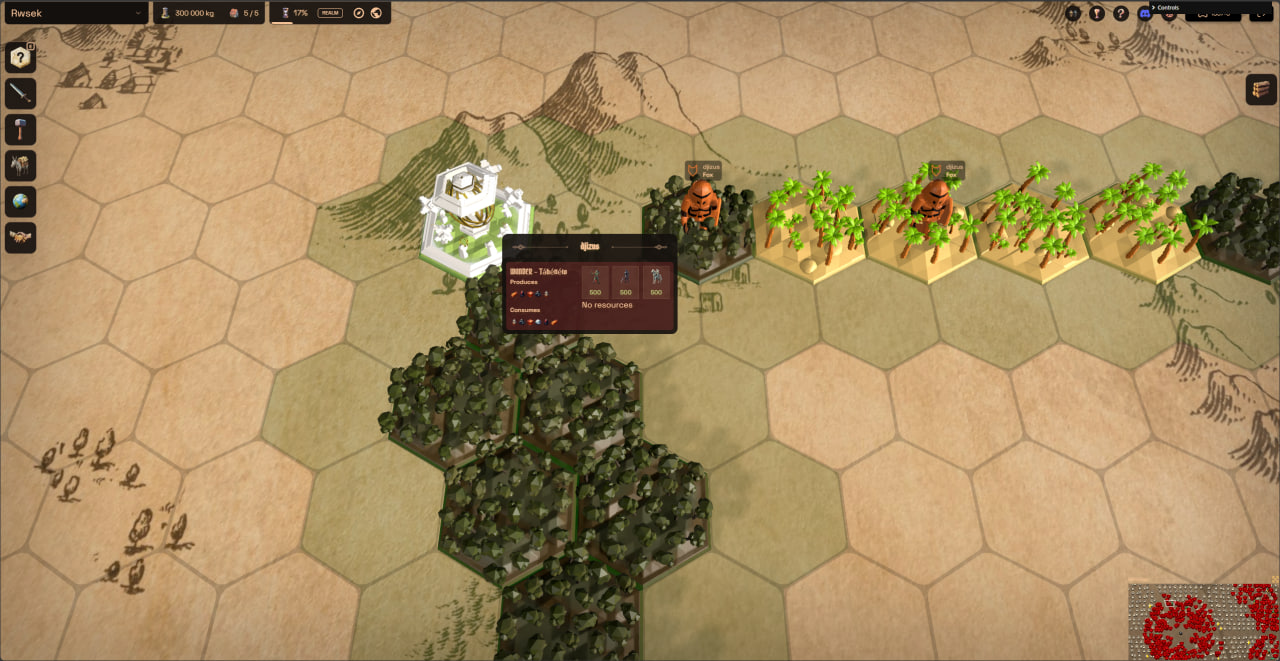 Rwsek
300 000 kg
5 / 5
17%
REALM
Controls
djizus
Fox
djizus
Fox
djizus
Produces
500
500
500
No resources
Consumes